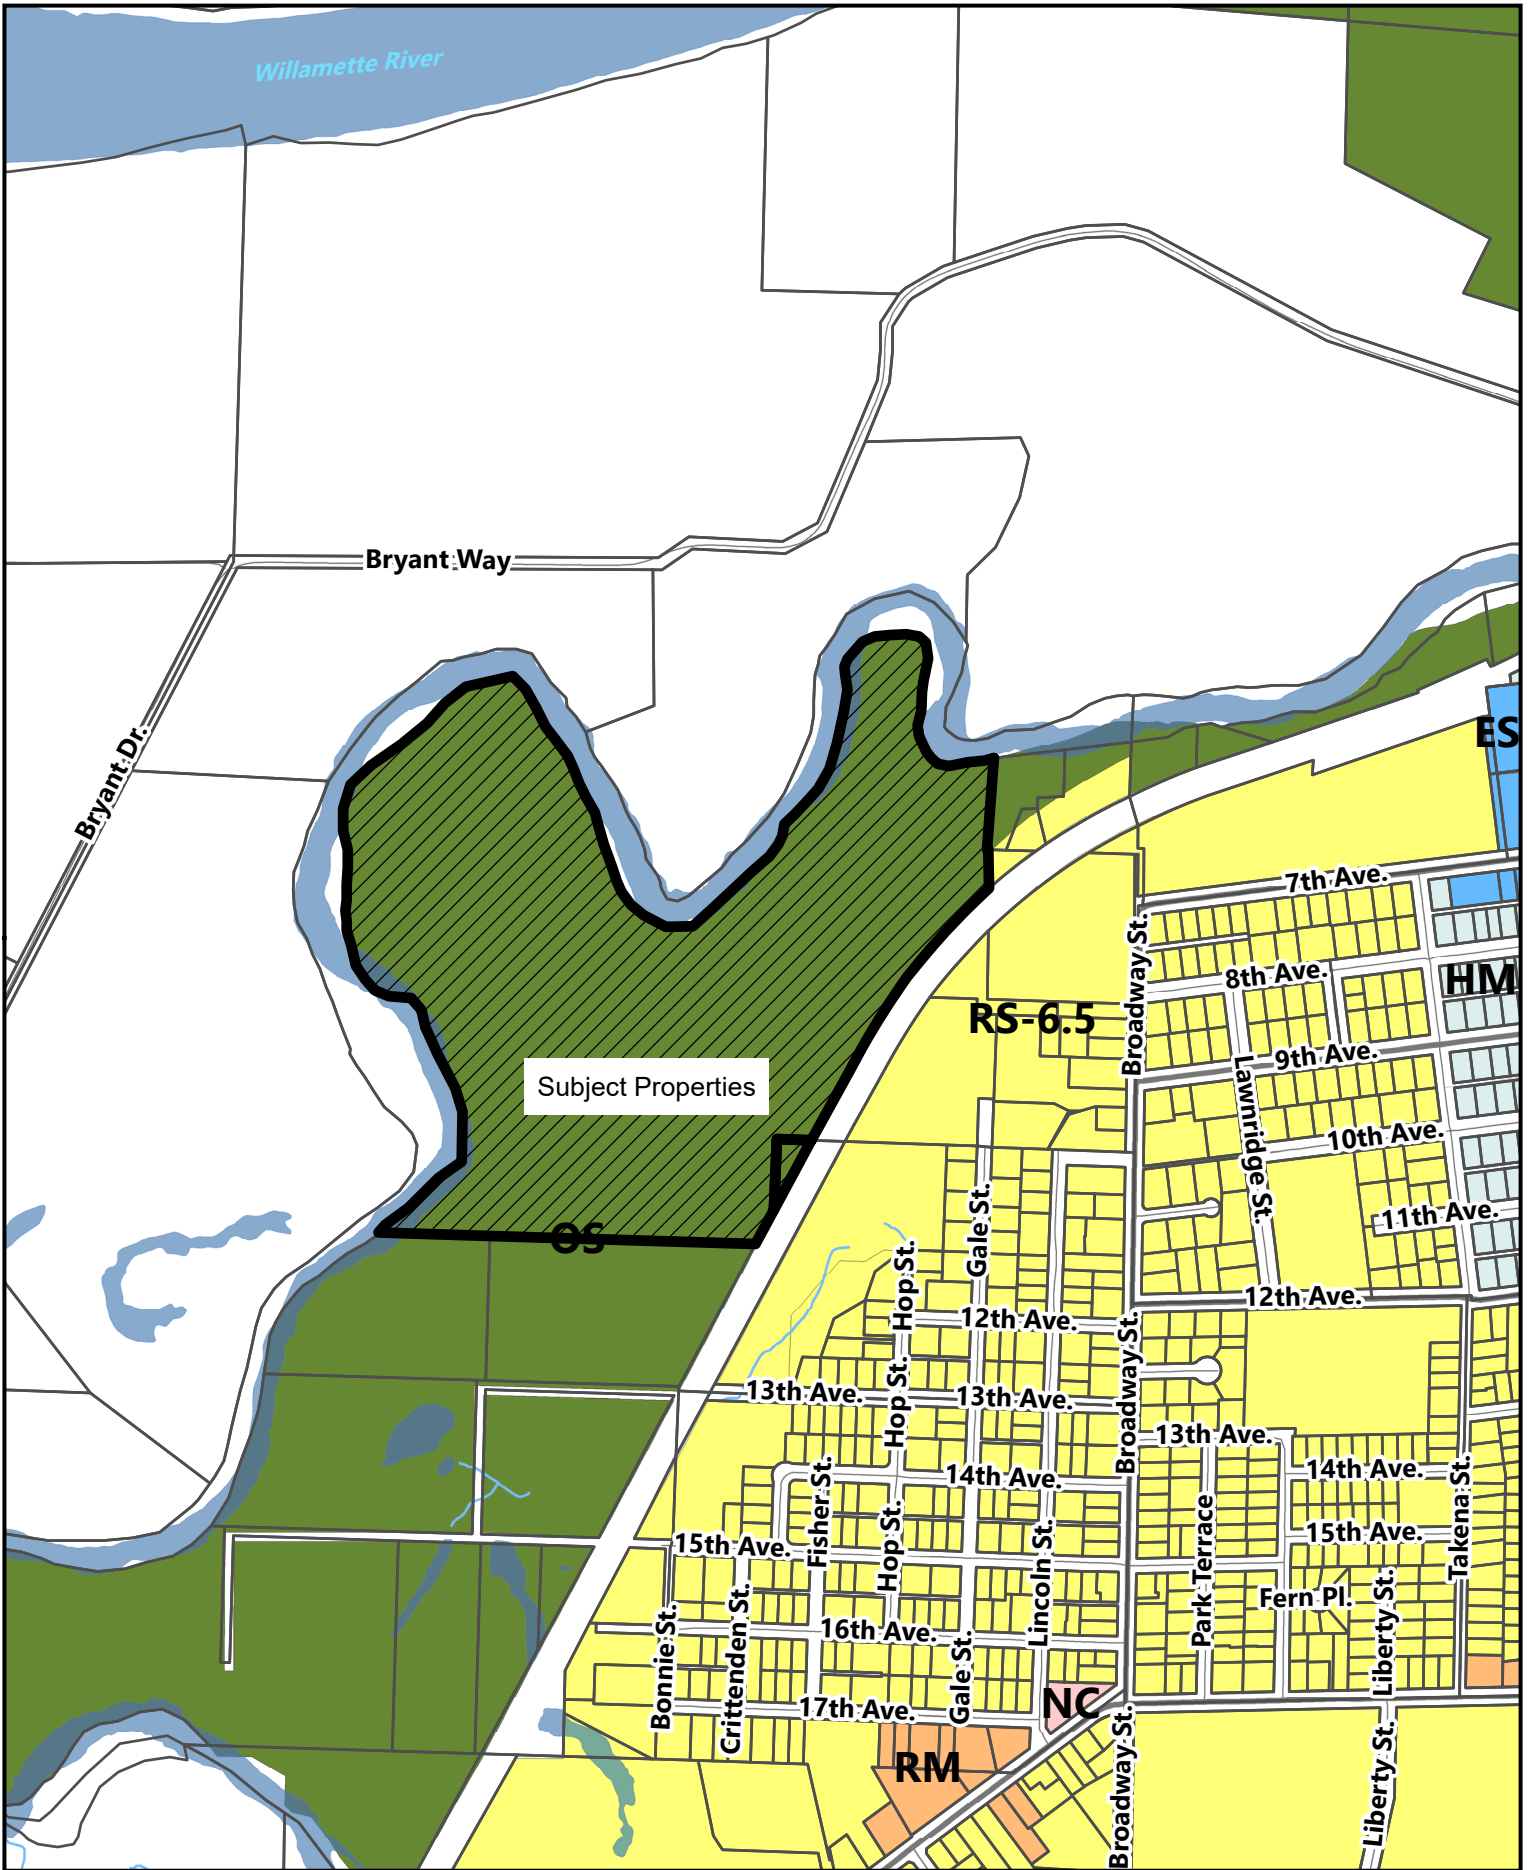 Willamette River
Bryant Way
Bryant Dr.
ES
7th Ave.
Broadway St.
8th Ave.
HM
RS-6.5
9th Ave.
Lawnridge St.
Subject Properties
10th Ave.
Gale St.
11th Ave.
OS
Hop St.
12th Ave.
12th Ave.
Broadway St.
Hop St.
13th Ave.
13th Ave.
13th Ave.
14th Ave.
14th Ave.
Takena St.
Fisher St.
Hop St.
Lincoln St.
Park Terrace
15th Ave.
15th Ave.
Fern Pl.
Liberty St.
Bonnie St.
Crittenden St.
16th Ave.
Gale St.
NC
17th Ave.
RM
Broadway St.
Liberty St.